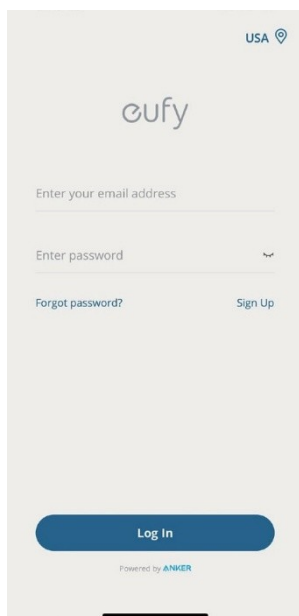 USA
eufy
Enter your email address
Enter password
Forgot password? Sign Up
Log In
Powered by ANKER